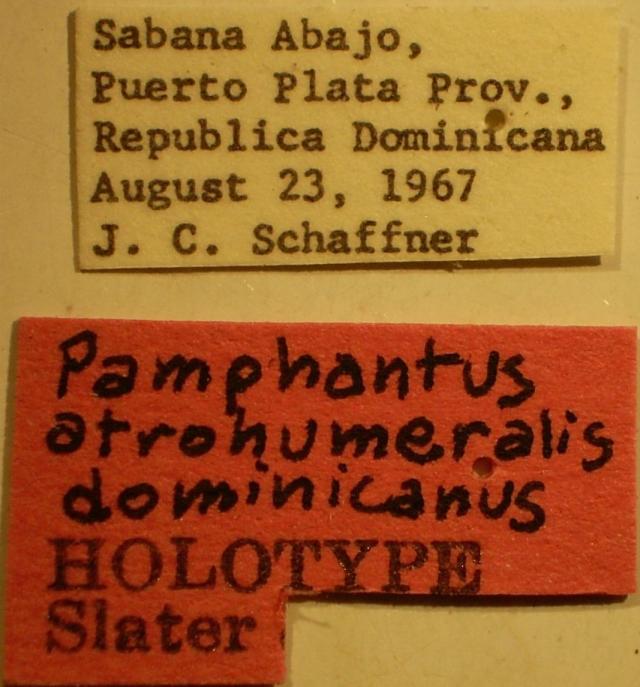 Sabana Abajo,
Puerto Plata Prov.,
Republica Dominicana
August 23, 1967
J. C. Schaffner
Pamphantus
atrohumeralis
dominicanus
HOLOTYPE
Slater